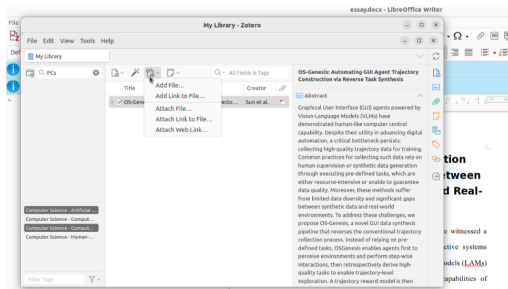 essay.docx - LibreOffice Writer
File
My Library - Zotero
File Edit View Tools Help
My Library
Def
PCs
All Fields & Tags
Title
Creator
OS-Gene
ecto...
Sun et al.
Add File...
Add Link to File...
Attach File...
Attach Link to File...
Attach Web Link...
OS-Genesis: Automating GUI Agent Trajectory
Construction via Reverse Task Synthesis
Abstract
Graphical User Interface (GUI) agents powered by
Vision-Language Models (VLMs) have
demonstrated human-like computer control
capability. Despite their utility in advancing digital
automation, a critical bottleneck persists:
collecting high-quality trajectory data for training.
Common practices for collecting such data rely on
human supervision or synthetic data generation
through executing pre-defined tasks, which are
either resource-intensive or unable to guarantee
data quality. Moreover, these methods suffer
from limited data diversity and significant gaps
between synthetic data and real-world
environments. To address these challenges, we
propose OS-Genesis, a novel GUI data synthesis
pipeline that reverses the conventional trajectory
collection process. Instead of relying on pre-
defined tasks, OSGenesis enables agents first to
perceive environments and perform step-wise
interactions, then retrospectively derive high-
quality tasks to enable trajectory-level
exploration. A trajectory reward model is then
Computer Science - Artificial...
Computer Science - Comput...
Computer Science - Comput...
Computer Science - Human-...
Filter Tags
tion
etween
d Real-
e witnessed a
ctive systems
odels (LAMs)
apabilities of